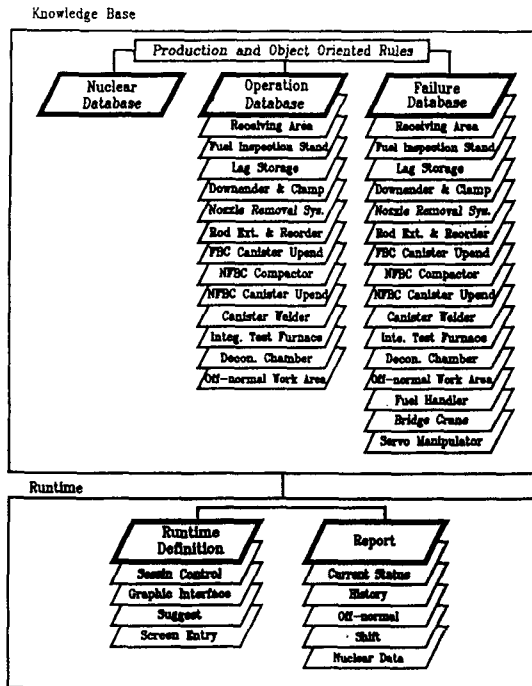 Knowledge Base
Production and Object Oriented Rules
Nuclear
Database
Operation
Database
Receiving Area
Fuel Inspection Stand
Lag Storage
Downender & Clamp
Nozzle Removal Sys.
Rod Ext. & Reorder
FBC Canister Upend
NFBC Compactor
NFBC Canister Upend
Canister Welder
Integ. Test Furnace
Decon. Chamber
Off-normal Work Area
Failure
Database
Receiving Area
Fuel Inspection Stand
Lag Storage
Downender & Clamp
Nozzle Removal Sys.
Rod Ext. & Reorder
FBC Canister Upend
NFBC Compactor
NFBC Canister Upend
Canister Welder
Inte. Test Furnace
Decon. Chamber
Off-normal Work Area
Fuel Handler
Bridge Crane
Servo Manipulator
Runtime
Runtime
Definition
Sessin Control
Graphic Interface
Suggest
Screen Entry
Report
Current Status
History
Off-normal
Shift
Nuclear Data